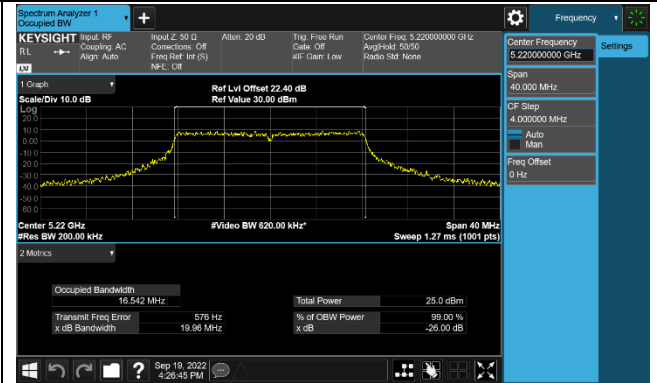 Spectrum Analyzer 1
Occupied BW
+
Frequency
KEYSIGHT
RL
LXI
Input: RF
Coupling: AC
Align: Auto
Input Z: 50 Ω
Corrections: Off
Freq Ref: Int (S)
NFE: Off
Atten: 20 dB
Trig: Free Run
Gate: Off
#IF Gain: Low
Center Freq: 5.220000000 GHz
Avg|Hold: 50/50
Radio Std: None
Center Frequency
5.220000000 GHz
Settings
Span
40.000 MHz
CF Step
4.000000 MHz
Auto
Man
Freq Offset
0 Hz
1 Graph
Scale/Div 10.0 dB
Ref Lvl Offset 22.40 dB
Ref Value 30.00 dBm
Log
20.0
10.0
0.00
-10.0
-20.0
-30.0
-40.0
-50.0
-60.0
Center 5.22 GHz
#Res BW 200.00 kHz
#Video BW 620.00 kHz*
Span 40 MHz
Sweep 1.27 ms (1001 pts)
2 Metrics
Occupied Bandwidth
16.542 MHz
Total Power 25.0 dBm
Transmit Freq Error 576 Hz
% of OBW Power 99.00 %
x dB Bandwidth 19.96 MHz
x dB -26.00 dB
?
Sep 19, 2022
4:26:45 PM